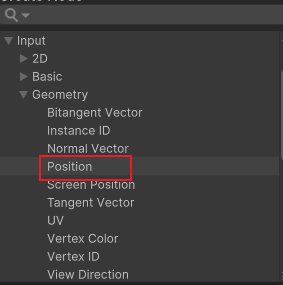 Input
2D
Basic
Geometry
Bitangent Vector
Instance ID
Normal Vector
Position
Screen Position
Tangent Vector
UV
Vertex Color
Vertex ID
View Direction